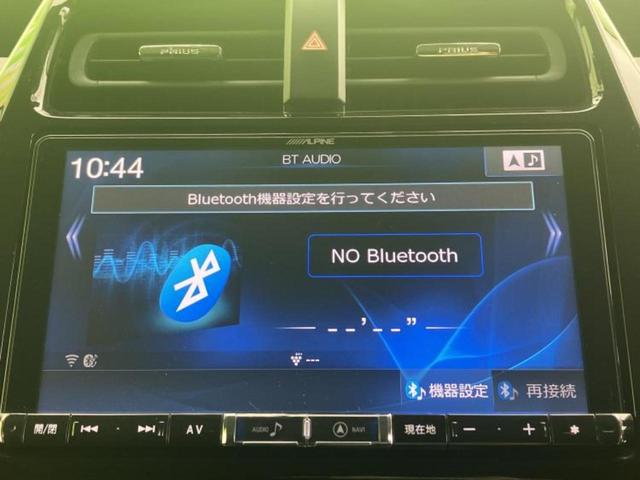 PRIUS PRIUS
ALPINE
10:44 BT AUDIO
Bluetooth機器設定を行ってください
NO Bluetooth
--'--"
---
機器設定 再接続
開/閉 AV AUDIO NAVI 現在地 − +